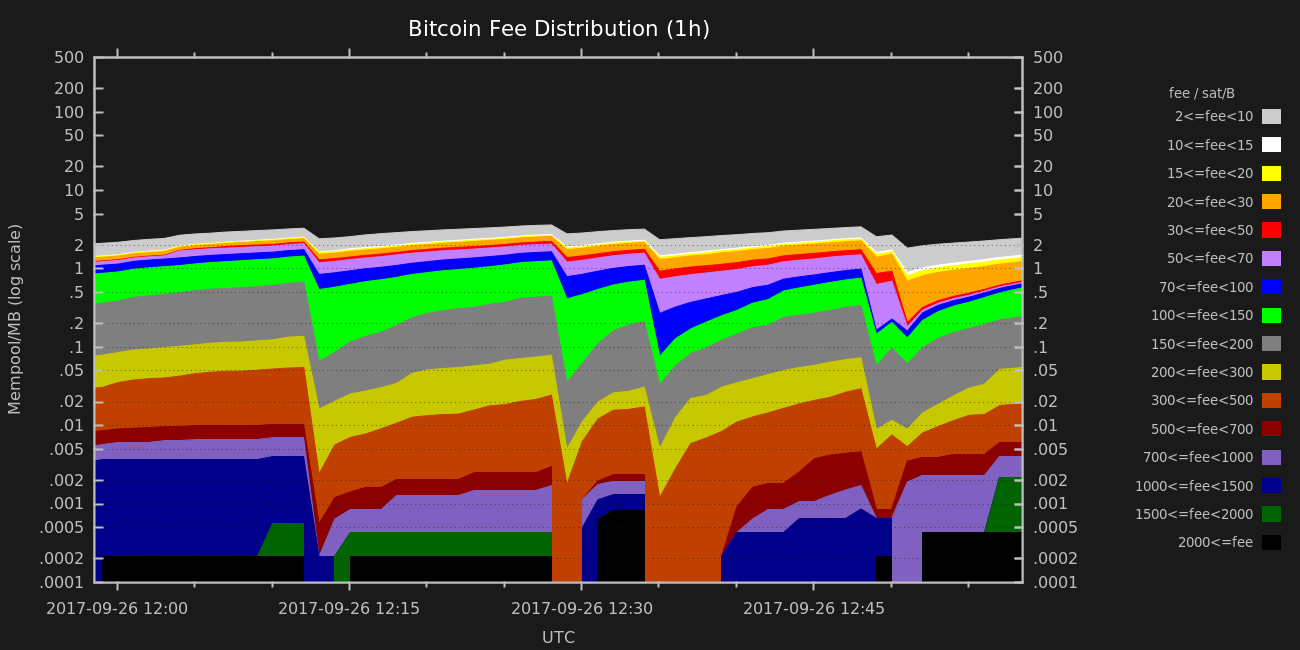 Bitcoin Fee Distribution (1h)
Mempool/MB (log scale)
500
200
100
50
20
10
5
2
1
.5
.2
.1
.05
.02
.01
.005
.002
.001
.0005
.0002
.0001
500
200
100
50
20
10
5
2
1
.5
.2
.1
.05
.02
.01
.005
.002
.001
.0005
.0002
.0001
2017-09-26 12:00
2017-09-26 12:15
2017-09-26 12:30
2017-09-26 12:45
UTC
fee / sat/B
2<=fee<10
10<=fee<15
15<=fee<20
20<=fee<30
30<=fee<50
50<=fee<70
70<=fee<100
100<=fee<150
150<=fee<200
200<=fee<300
300<=fee<500
500<=fee<700
700<=fee<1000
1000<=fee<1500
1500<=fee<2000
2000<=fee